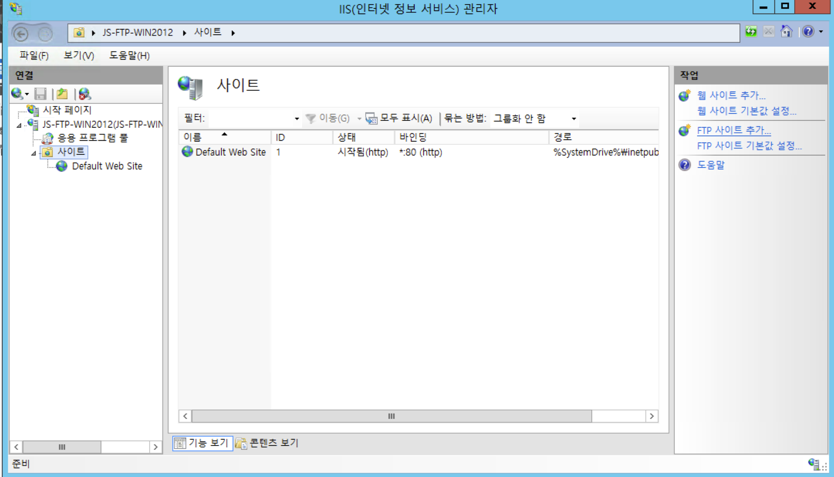 IIS(인터넷 정보 서비스) 관리자
JS-FTP-WIN2012 사이트
파일(F) 보기(V) 도움말(H)
연결
시작 페이지
JS-FTP-WIN2012(JS-FTP-WIN
응용 프로그램 풀
사이트
Default Web Site
사이트
필터: 이동(G) 모두 표시(A) 묶는 방법: 그룹화 안 함
이름 ID 상태 바인딩 경로
Default Web Site 1 시작됨(http) *:80 (http) %SystemDrive%₩inetpub
기능 보기 콘텐츠 보기
작업
웹 사이트 추가...
웹 사이트 기본값 설정...
FTP 사이트 추가...
FTP 사이트 기본값 설정...
도움말
준비